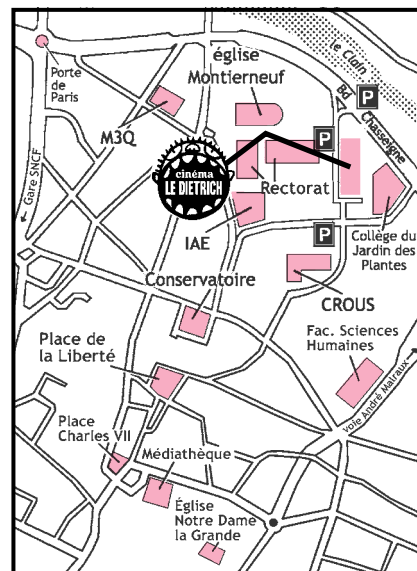 église
Montierneuf
le Clain
Porte
de
Paris
P
Bd
Chasseigne
M3Q
P
cinéma
LE DIETRICH
Rectorat
← Gare SNCF
IAE
P
Collège du
Jardin des
Plantes
Conservatoire
CROUS
Place de
la Liberté
Fac. Sciences
Humaines
voie André Malraux
Place
Charles VII
Médiathèque
Église
Notre Dame
la Grande